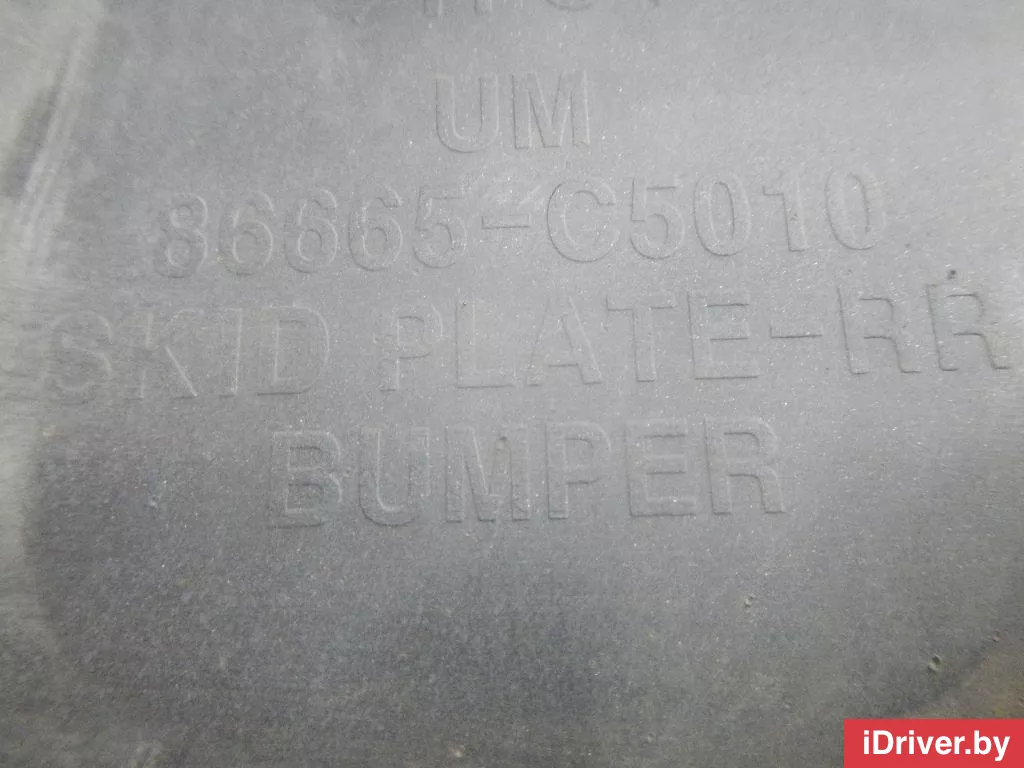 UM
86665-C5010
SKID PLATE-RR
BUMPER
iDriver.by